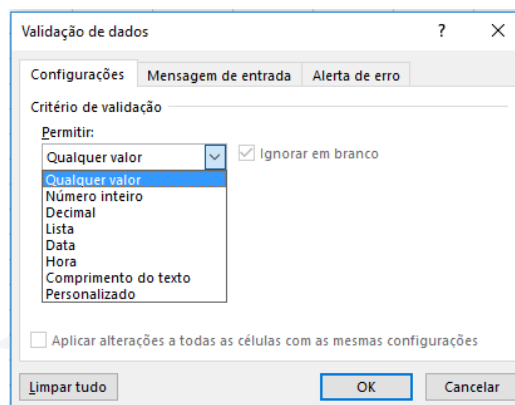 Validação de dados ? X
Configurações Mensagem de entrada Alerta de erro
Critério de validação
Permitir:
Qualquer valor Ignorar em branco
Qualquer valor
Número inteiro
Decimal
Lista
Data
Hora
Comprimento do texto
Personalizado
Aplicar alterações a todas as células com as mesmas configurações
Limpar tudo OK Cancelar